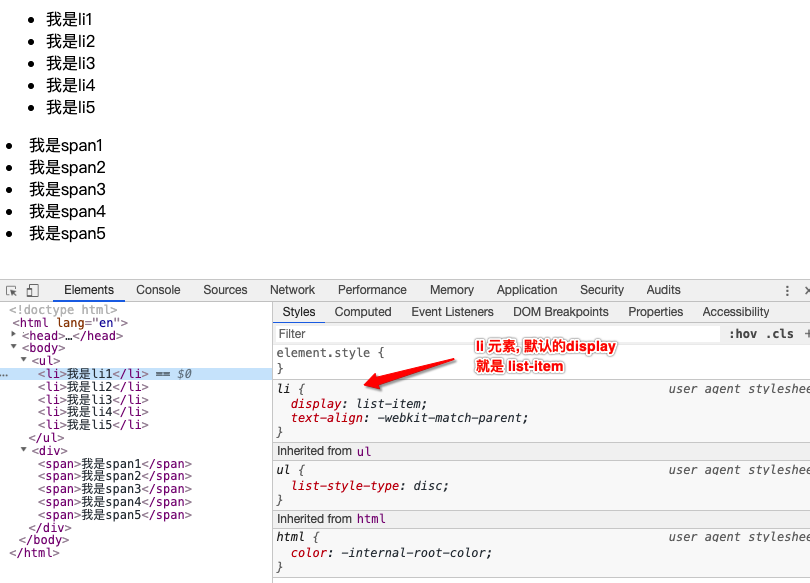 我是li1
我是li2
我是li3
我是li4
我是li5
我是span1
我是span2
我是span3
我是span4
我是span5
Elements Console Sources Network Performance Memory Application Security Audits
<!doctype html>
<html lang="en">
<head>…</head>
<body>
<ul>
<li>我是li1</li> == $0
<li>我是li2</li>
<li>我是li3</li>
<li>我是li4</li>
<li>我是li5</li>
</ul>
<div>
<span>我是span1</span>
<span>我是span2</span>
<span>我是span3</span>
<span>我是span4</span>
<span>我是span5</span>
</div>
</body>
</html>
Styles Computed Event Listeners DOM Breakpoints Properties Accessibility
Filter :hov .cls +
element.style {
}
li 元素, 默认的display
就是 list-item
li { user agent styleshee
display: list-item;
text-align: -webkit-match-parent;
}
Inherited from ul
ul { user agent styleshee
list-style-type: disc;
}
Inherited from html
html { user agent styleshee
color: -internal-root-color;
}